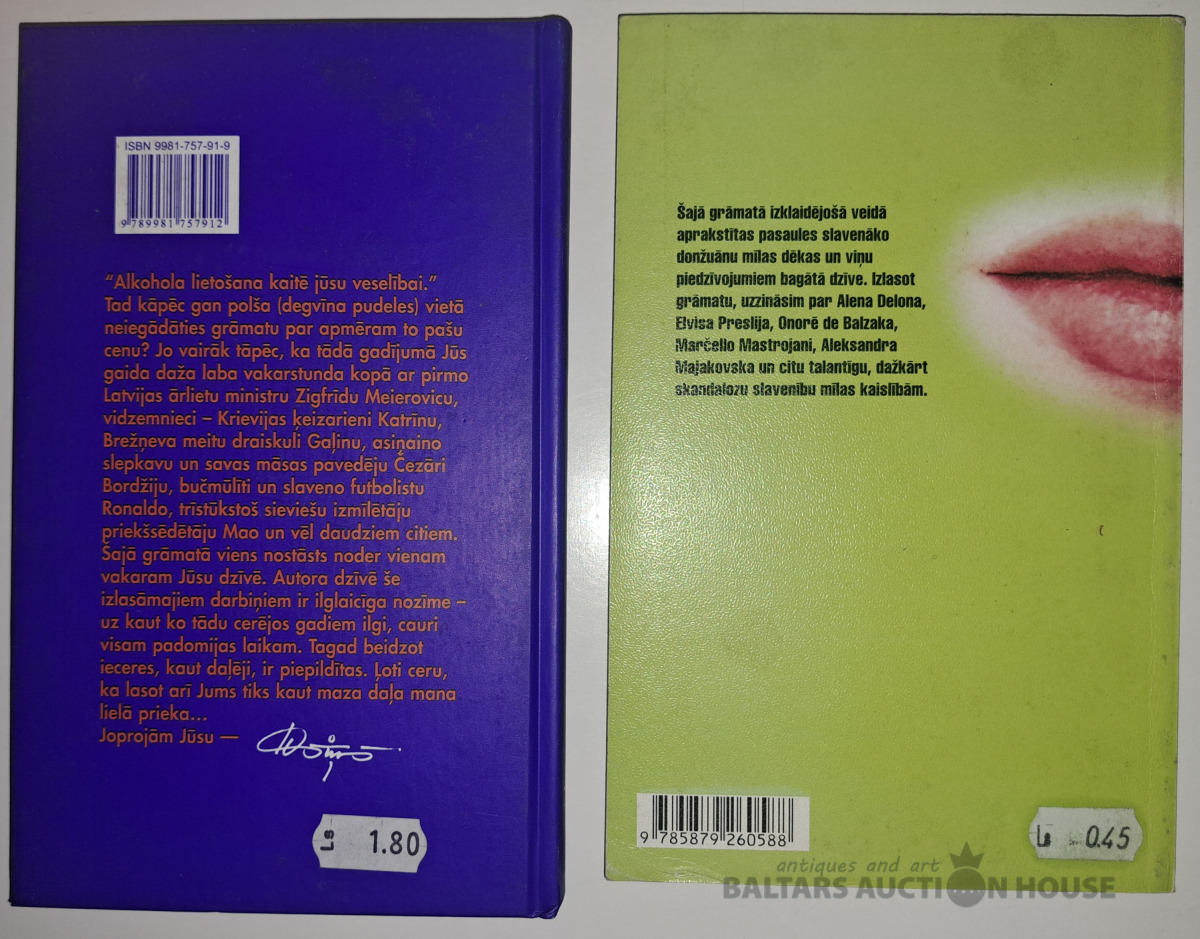 ISBN 9981-757-91-9
9 789981 757912
“Alkohola lietošana kaitē jūsu veselībai.”
Tad kāpēc gan polša (degvīna pudeles) vietā
neiegādāties grāmatu par apmēram to pašu
cenu? Jo vairāk tāpēc, ka tādā gadījumā Jūs
gaida daža laba vakarstunda kopā ar pirmo
Latvijas ārlietu ministru Zigfrīdu Meierovicu,
vidzemnieci – Krievijas ķeizarieni Katrīnu,
Brežņeva meitu draiskuli Gaļinu, asiņaino
slepkavu un savas māsas pavedēju Čezāri
Bordžiju, bučmūlīti un slaveno futbolistu
Ronaldo, trīstūkstoš sieviešu izmīlētāju
priekšsēdētāju Mao un vēl daudziem citiem.
Šajā grāmatā viens nostāsts noder vienam
vakaram Jūsu dzīvē. Autora dzīvē še
izlasāmajiem darbiņiem ir ilglaicīga nozīme –
uz kaut ko tādu cerējos gadiem ilgi, cauri
visam padomijas laikam. Tagad beidzot
ieceres, kaut daļēji, ir piepildītas. Ļoti ceru,
ka lasot arī Jums tiks kaut maza daļa mana
lielā prieka...
Joprojām Jūsu —
Ls 1.80
Šajā grāmatā izklaidējošā veidā
aprakstītas pasaules slavenāko
donžuānu mīlas dēkas un viņu
piedzīvojumiem bagātā dzīve. Izlasot
grāmatu, uzzināsim par Alena Delona,
Elvisa Preslija, Onorē de Balzaka,
Marčello Mastrojani, Aleksandra
Majakovska un citu talantīgu, dažkārt
skandalozu slavenību mīlas kaislībām.
9 785879 260588
Ls 0.45
antiques and art
BALTARS AUCTION HOUSE